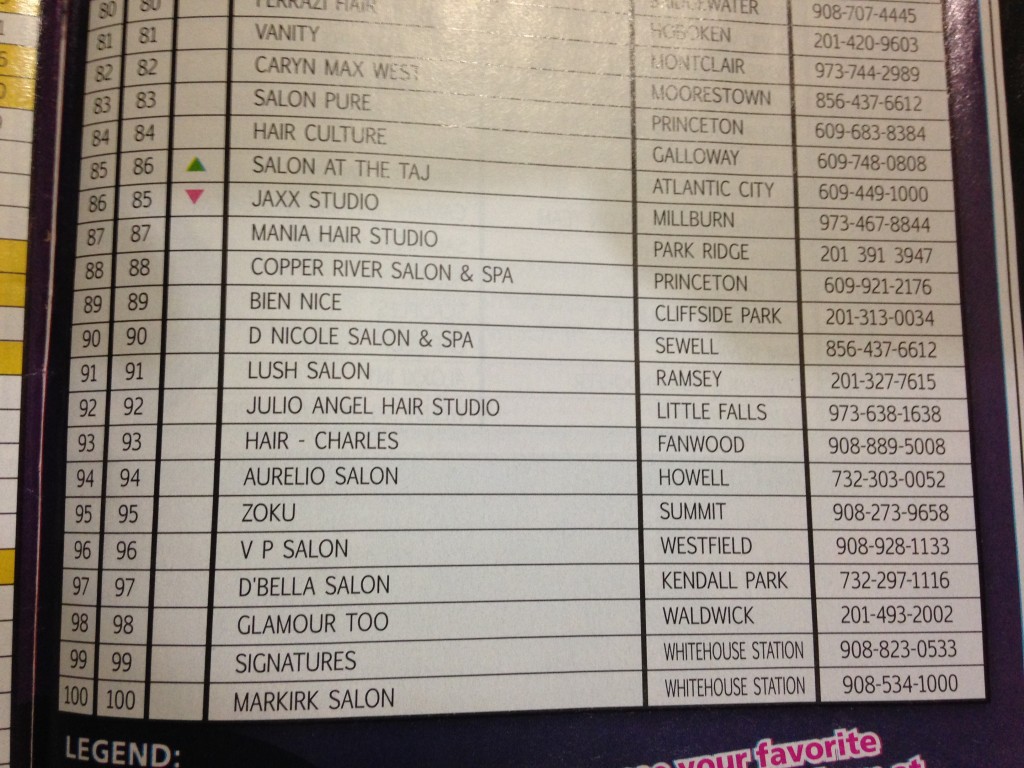 BRIDGEWATER 908-707-4445
80 80 HAIR HOBOKEN 201-420-9603
81 81 VANITY MONTCLAIR 973-744-2989
82 82 CARYN MAX WEST MOORESTOWN 856-437-6612
83 83 SALON PURE PRINCETON 609-683-8384
84 84 HAIR CULTURE GALLOWAY 609-748-0808
85 86 ▲ SALON AT THE TAJ ATLANTIC CITY 609-449-1000
86 85 ▼ JAXX STUDIO MILLBURN 973-467-8844
87 87 MANIA HAIR STUDIO PARK RIDGE 201 391 3947
88 88 COPPER RIVER SALON & SPA PRINCETON 609-921-2176
89 89 BIEN NICE CLIFFSIDE PARK 201-313-0034
90 90 D NICOLE SALON & SPA SEWELL 856-437-6612
91 91 LUSH SALON RAMSEY 201-327-7615
92 92 JULIO ANGEL HAIR STUDIO LITTLE FALLS 973-638-1638
93 93 HAIR - CHARLES FANWOOD 908-889-5008
94 94 AURELIO SALON HOWELL 732-303-0052
95 95 ZOKU SUMMIT 908-273-9658
96 96 V P SALON WESTFIELD 908-928-1133
97 97 D'BELLA SALON KENDALL PARK 732-297-1116
98 98 GLAMOUR TOO WALDWICK 201-493-2002
99 99 SIGNATURES WHITEHOUSE STATION 908-823-0533
100 100 MARKIRK SALON WHITEHOUSE STATION 908-534-1000
LEGEND:
your favorite